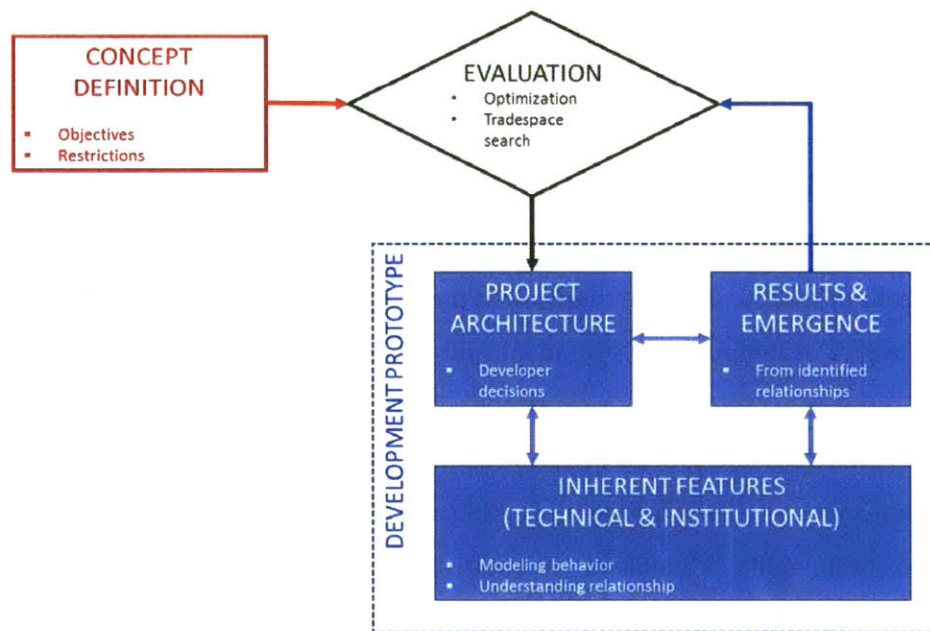 CONCEPT
DEFINITION
▪ Objectives
▪ Restrictions
EVALUATION
• Optimization
• Tradespace
search
DEVELOPMENT PROTOTYPE
PROJECT
ARCHITECTURE
▪ Developer
decisions
RESULTS &
EMERGENCE
▪ From identified
relationships
INHERENT FEATURES
(TECHNICAL & INSTITUTIONAL)
▪ Modeling behavior
▪ Understanding relationship